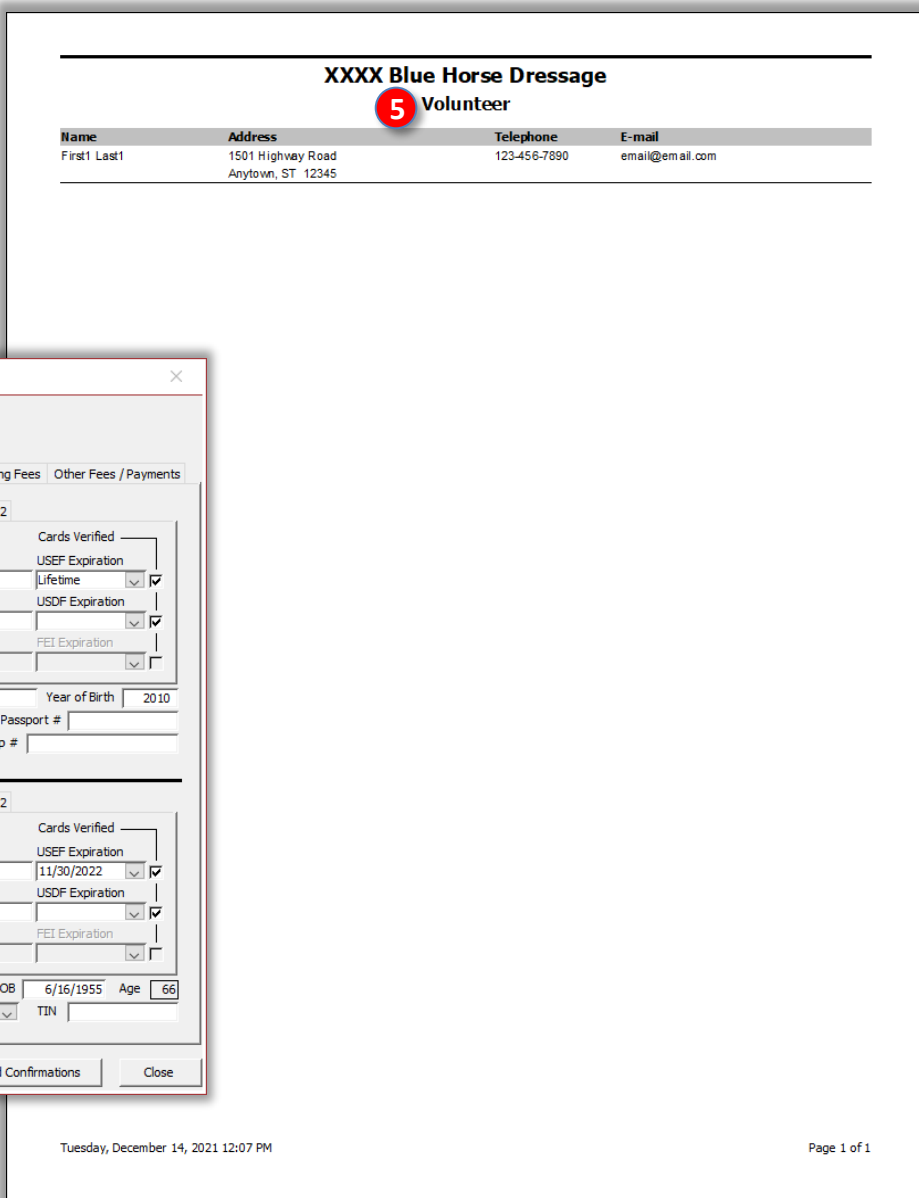 XXXX Blue Horse Dressage
5 Volunteer
Name Address Telephone E-mail
First1 Last1 1501 Highway Road 123-456-7890 email@email.com
Anytown, ST 12345
ng Fees Other Fees / Payments
2
Cards Verified
USEF Expiration
Lifetime
USDF Expiration
FEI Expiration
Year of Birth 2010
Passport #
p #
2
Cards Verified
USEF Expiration
11/30/2022
USDF Expiration
FEI Expiration
OB 6/16/1955 Age 66
TIN
Confirmations Close
Tuesday, December 14, 2021 12:07 PM Page 1 of 1